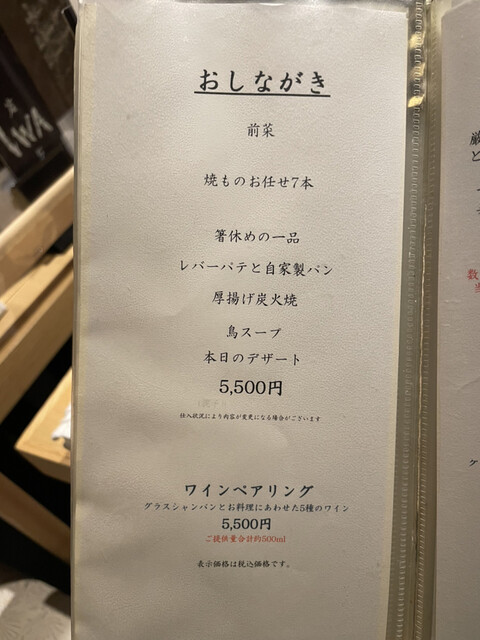 おしながき
前菜
焼ものお任せ7本
箸休めの一品
レバーパテと自家製パン
厚揚げ炭火焼
鳥スープ
本日のデザート
5,500円
仕入状況により内容が変更になる場合がございます
ワインペアリング
グラスシャンパンとお料理にあわせた5種のワイン
5,500円
ご提供量合計約500ml
表示価格は税込価格です。
厳
と
数
ケ